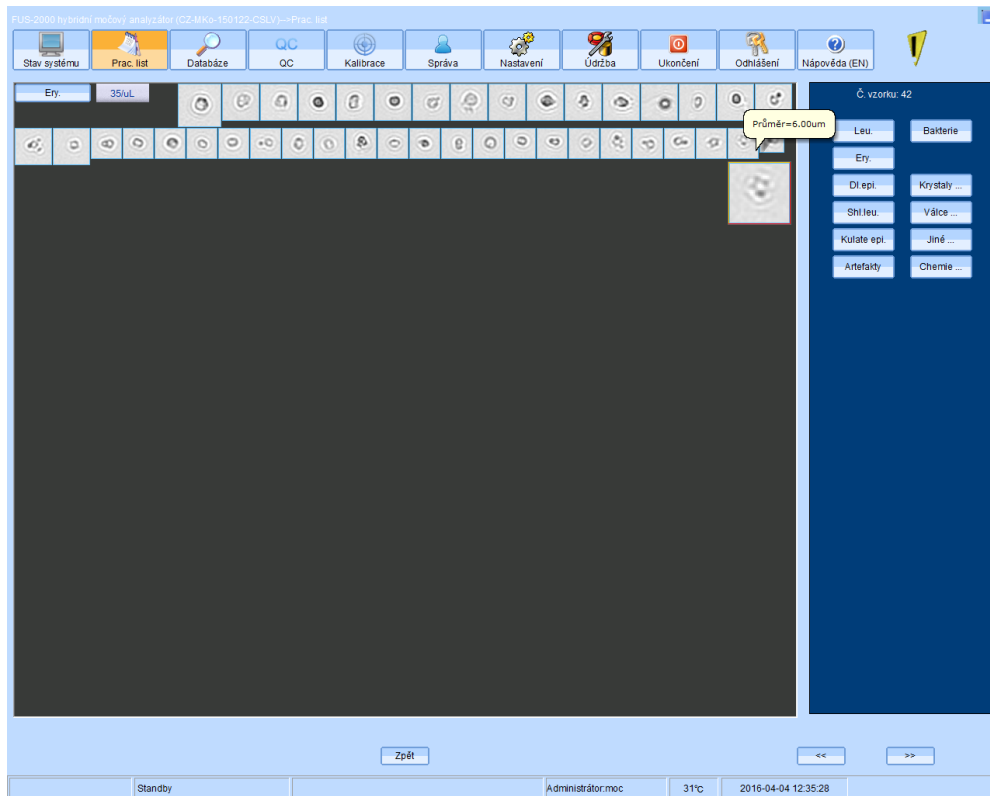 FUS-2000 hybridní močový analyzátor (CZ-MKo-150122-CSLV)-->Prac. list
Stav systému Prac. list Databáze QC Kalibrace Správa Nastavení Údržba Ukončení Odhlášení Nápověda (EN)
QC
Ery. 35/uL
Č. vzorku: 42
Průměr=6.00um
Leu. Bakterie
Ery.
Dl.epi. Krystaly ...
Shl.leu. Válce ...
Kulate epi. Jiné ...
Artefakty Chemie ...
Zpět << >>
Standby Administrátor:moc 31°C 2016-04-04 12:35:28